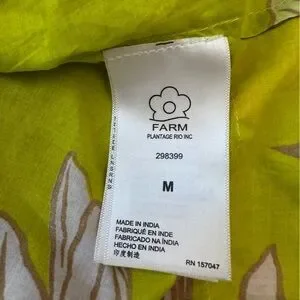 FARM
PLANTAGE RIO INC
298399
M
MADE IN INDIA
FABRIQUÉ EN INDE
FABRICADO NA ÍNDIA
HECHO EN INDIA
印度制造
RN 157047